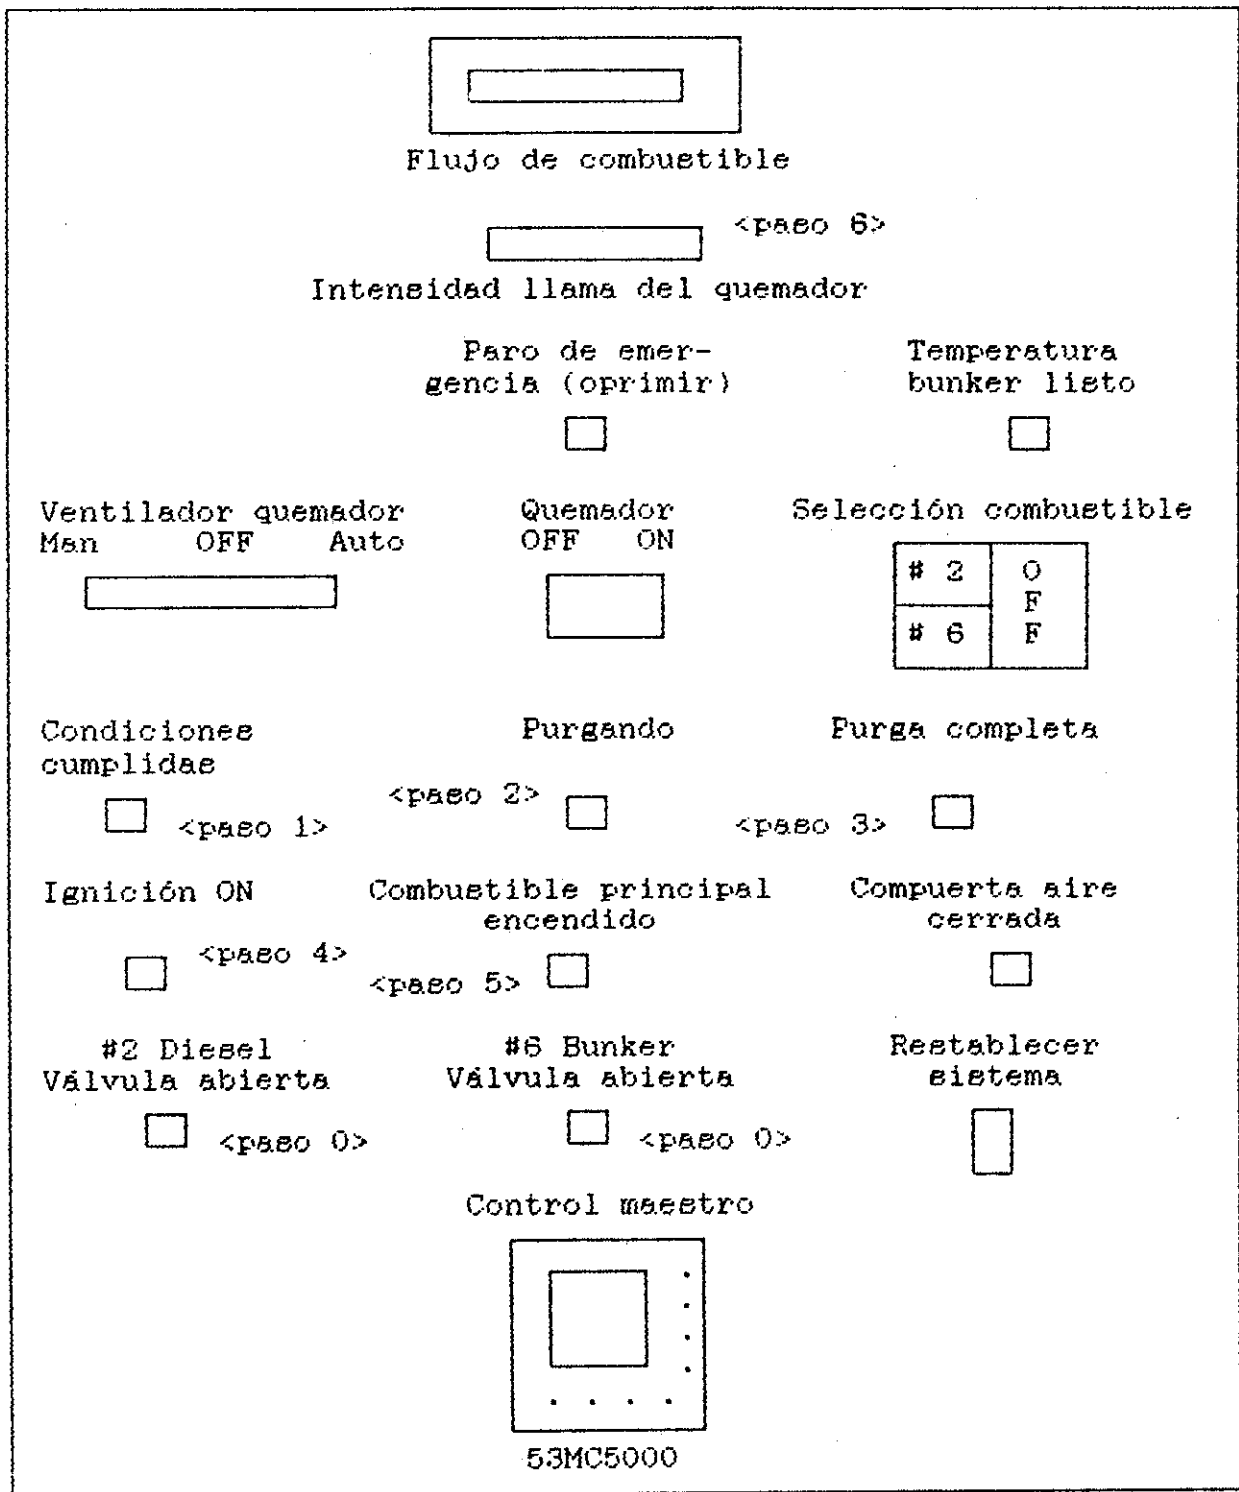 Flujo de combustible
<paso 6>
Intensidad llama del quemador
Paro de emer-
gencia (oprimir)
Temperatura
bunker listo
Ventilador quemador
Man OFF Auto
Quemador
OFF ON
Selección combustible
# 2
# 6
O
F
F
Condiciones
cumplidas
<paso 1>
Purgando
<paso 2>
Purga completa
<paso 3>
Ignición ON
<paso 4>
Combustible principal
encendido
<paso 5>
Compuerta aire
cerrada
#2 Diesel
Válvula abierta
<paso 0>
#6 Bunker
Válvula abierta
<paso 0>
Restablecer
sistema
Control maestro
53MC5000